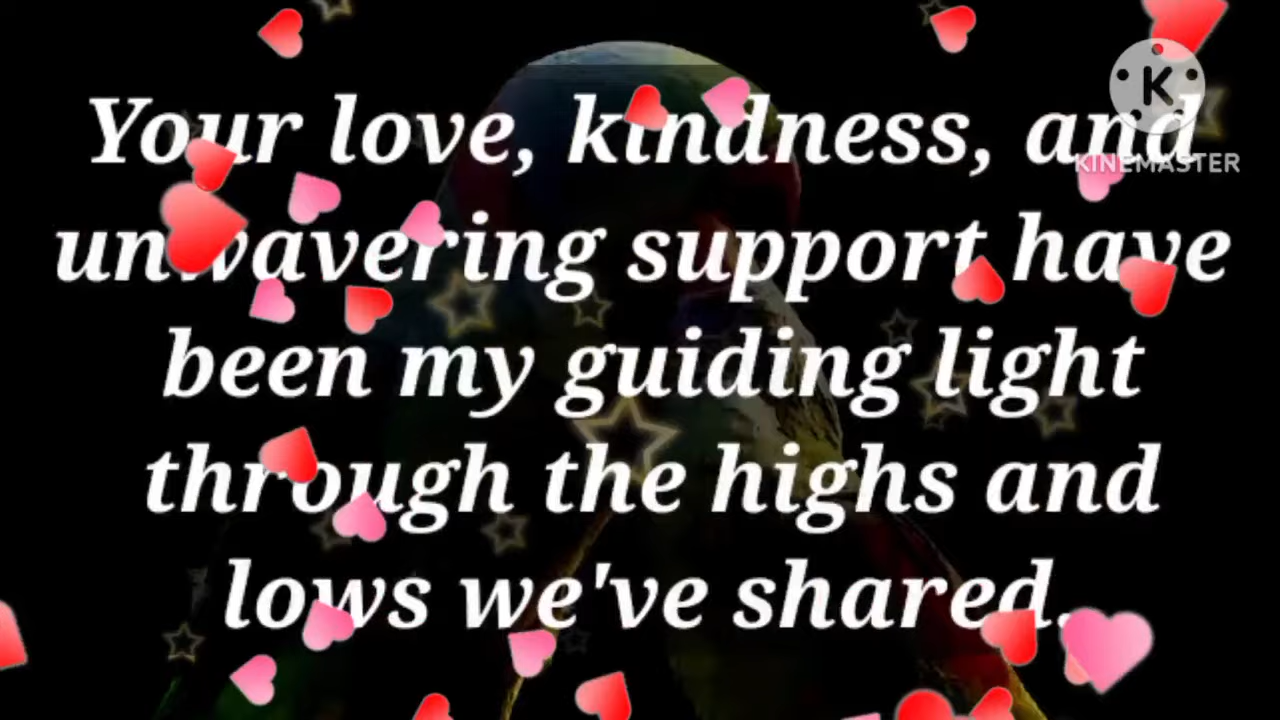 Your love, kindness, and
unwavering support have
been my guiding light
through the highs and
lows we've shared.
K
KINEMASTER